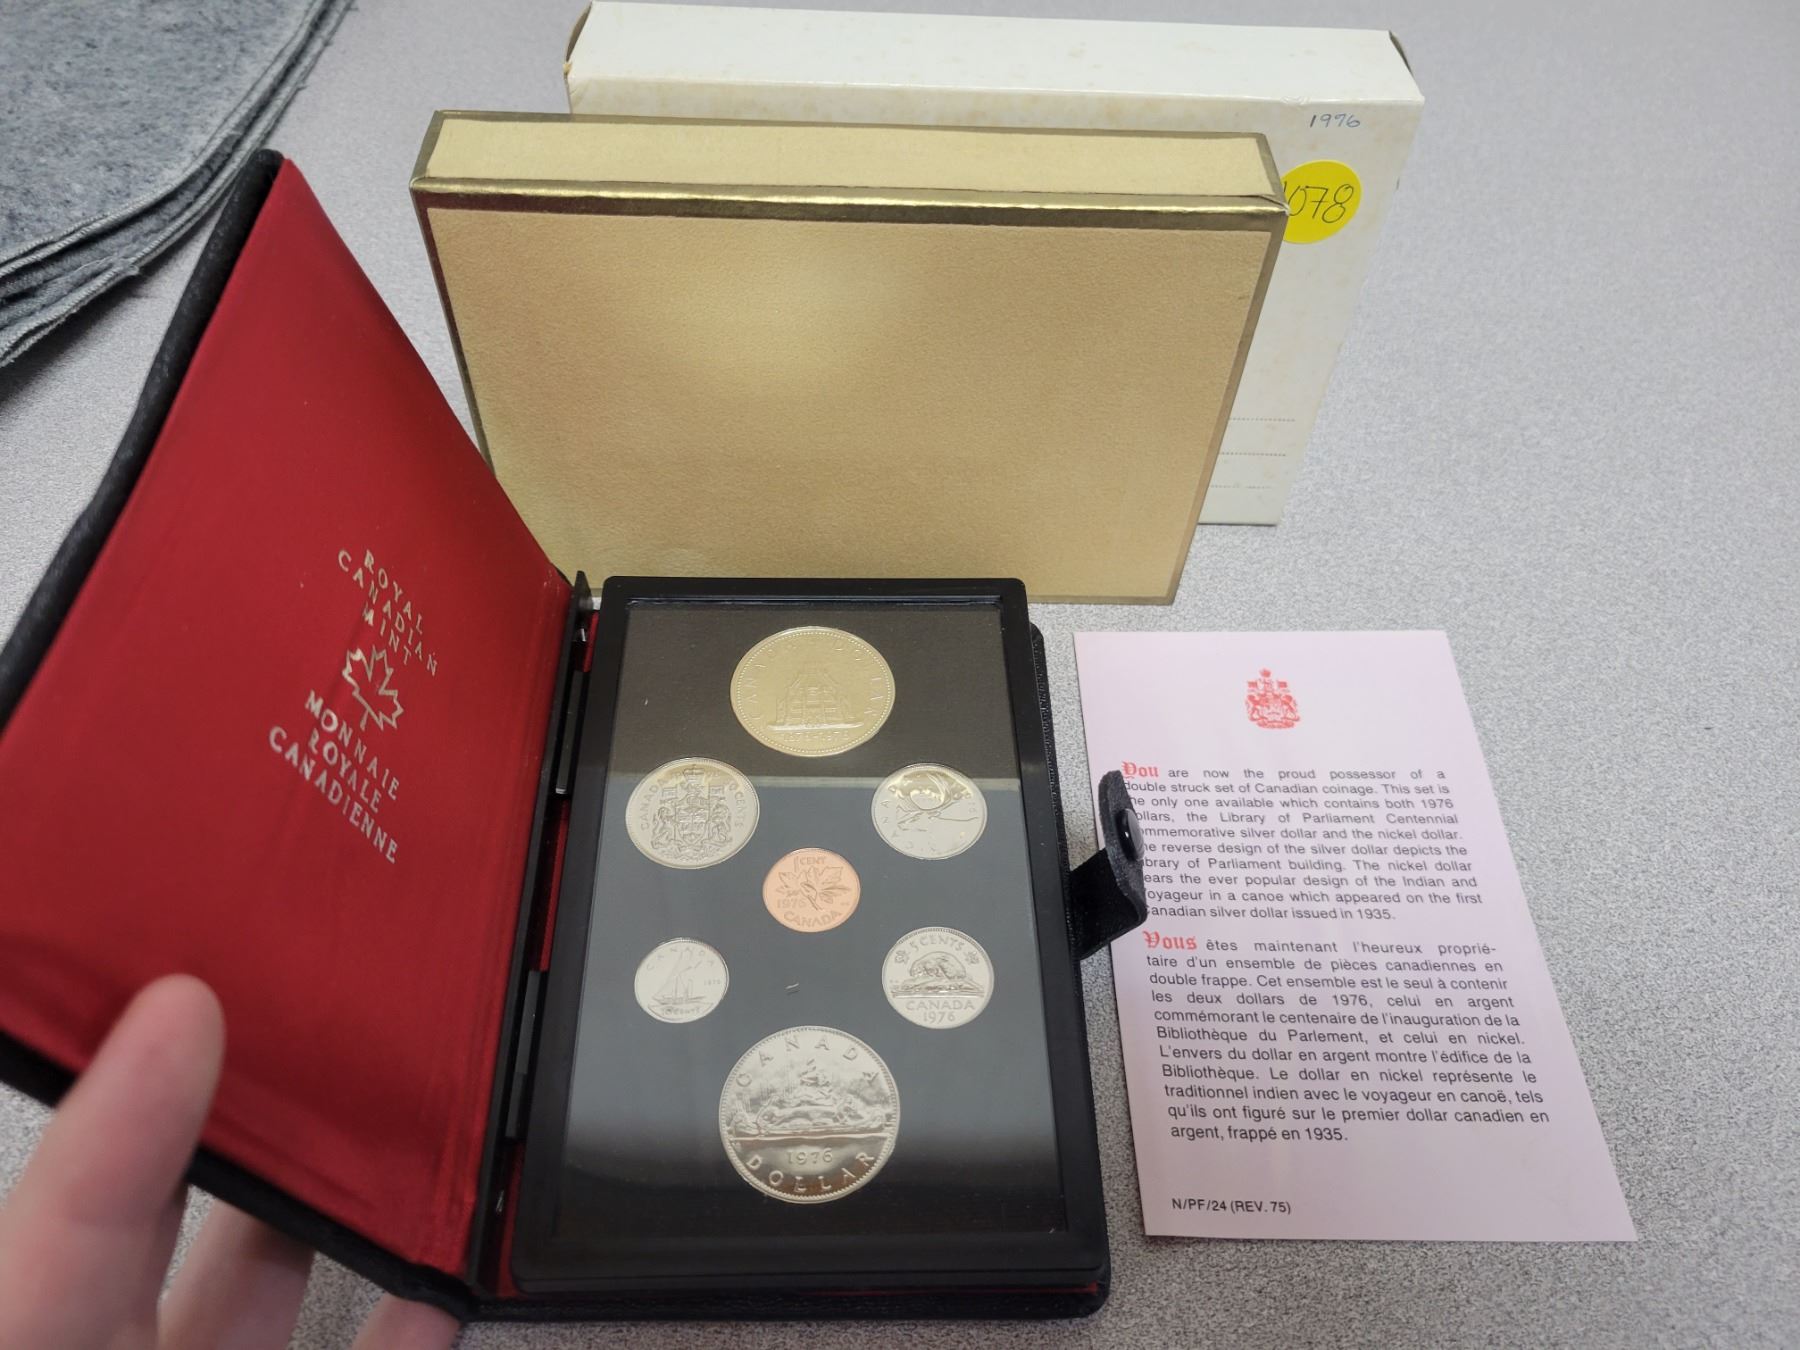 1976
1078
ROYAL
CANADIAN
MINT
MONNAIE
ROYALE
CANADIENNE
CANADA DOLLAR
1876-1976
CANADA 50 CENTS
CANADA
1 CENT
1976
CANADA
CANADA
1976
10 CENTS
5 CENTS
CANADA
1976
CANADA
1976
DOLLAR
You are now the proud possessor of a
double struck set of Canadian coinage. This set is
only one available which contains both 1976
the Library of Parliament Centennial
commemorative silver dollar and the nickel dollar.
reverse design of the silver dollar depicts the
Library of Parliament building. The nickel dollar
bears the ever popular design of the Indian and
voyageur in a canoe which appeared on the first
Canadian silver dollar issued in 1935.
Vous êtes maintenant l'heureux proprié-
taire d'un ensemble de pièces canadiennes en
double frappe. Cet ensemble est le seul à contenir
les deux dollars de 1976, celui en argent
commémorant le centenaire de l'inauguration de la
Bibliothèque du Parlement, et celui en nickel.
L'envers du dollar en argent montre l'édifice de la
Bibliothèque. Le dollar en nickel représente le
traditionnel indien avec le voyageur en canoë, tels
qu'ils ont figuré sur le premier dollar canadien en
argent, frappé en 1935.
N/PF/24 (REV. 75)